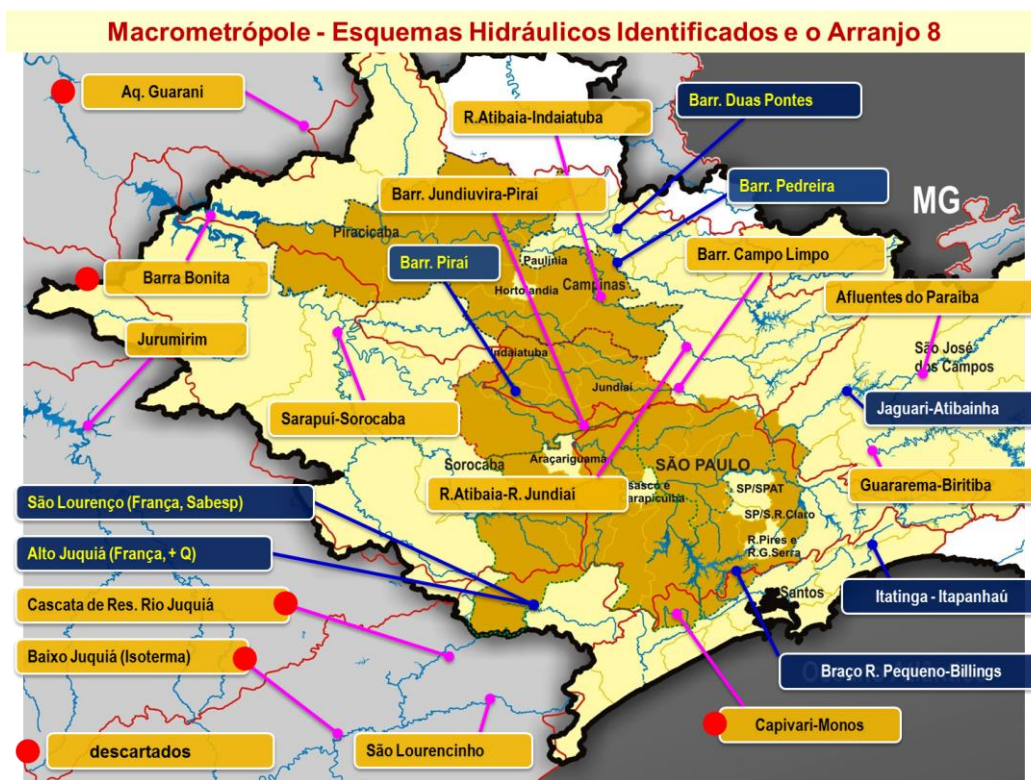 Macrometrópole - Esquemas Hidráulicos Identificados e o Arranjo 8
Aq. Guarani
R.Atibaia-Indaiatuba
Barr. Duas Pontes
Barr. Jundiuvira-Piraí
Barr. Pedreira
MG
Piracicaba
Barr. Piraí
Paulínia
Barr. Campo Limpo
Barra Bonita
Hortolandia
Campinas
Afluentes do Paraíba
Jurumirim
Indaiatuba
São José
dos Campos
Jundiaí
Jaguari-Atibainha
Sarapuí-Sorocaba
Araçariguama
Sorocaba
SÃO PAULO
Guararema-Biritiba
R.Atibaia-R. Jundiaí
sasco e
arapicuiba
SP/SPAT
São Lourenço (França, Sabesp)
SP/S.R.Claro
Alto Juquiá (França, + Q)
R.Pires e
R.G.Serra
Cascata de Res. Rio Juquiá
Santos
Itatinga - Itapanhaú
Baixo Juquiá (Isoterma)
Braço R. Pequeno-Billings
descartados
São Lourencinho
Capivari-Monos